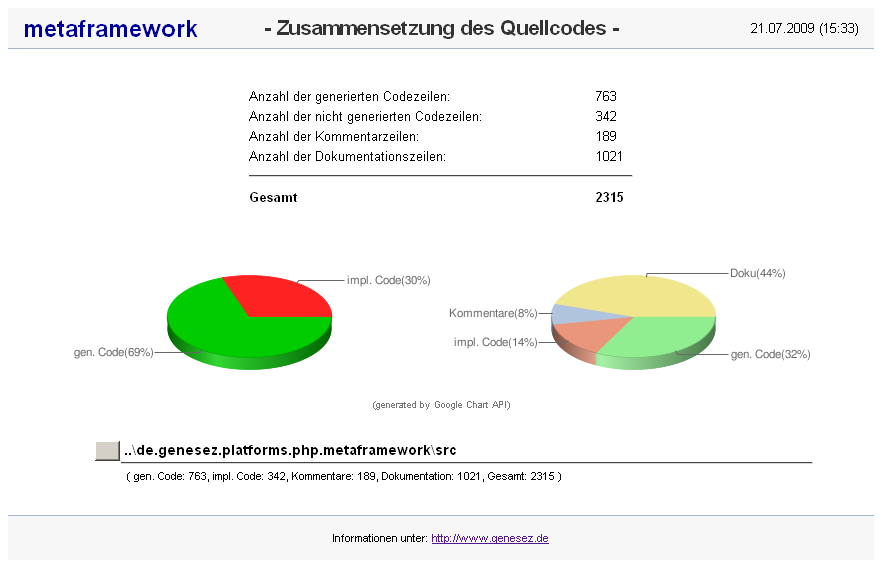 metaframework - Zusammensetzung des Quellcodes - 21.07.2009 (15:33)
Anzahl der generierten Codezeilen: 763
Anzahl der nicht generierten Codezeilen: 342
Anzahl der Kommentarzeilen: 189
Anzahl der Dokumentationszeilen: 1021
Gesamt 2315
impl. Code(30%)
gen. Code(69%)
Doku(44%)
Kommentare(8%)
impl. Code(14%)
gen. Code(32%)
(generated by Google Chart API)
..\de.genesez.platforms.php.metaframework\src
( gen. Code: 763, impl. Code: 342, Kommentare: 189, Dokumentation: 1021, Gesamt: 2315 )
Informationen unter: http://www.genesez.de